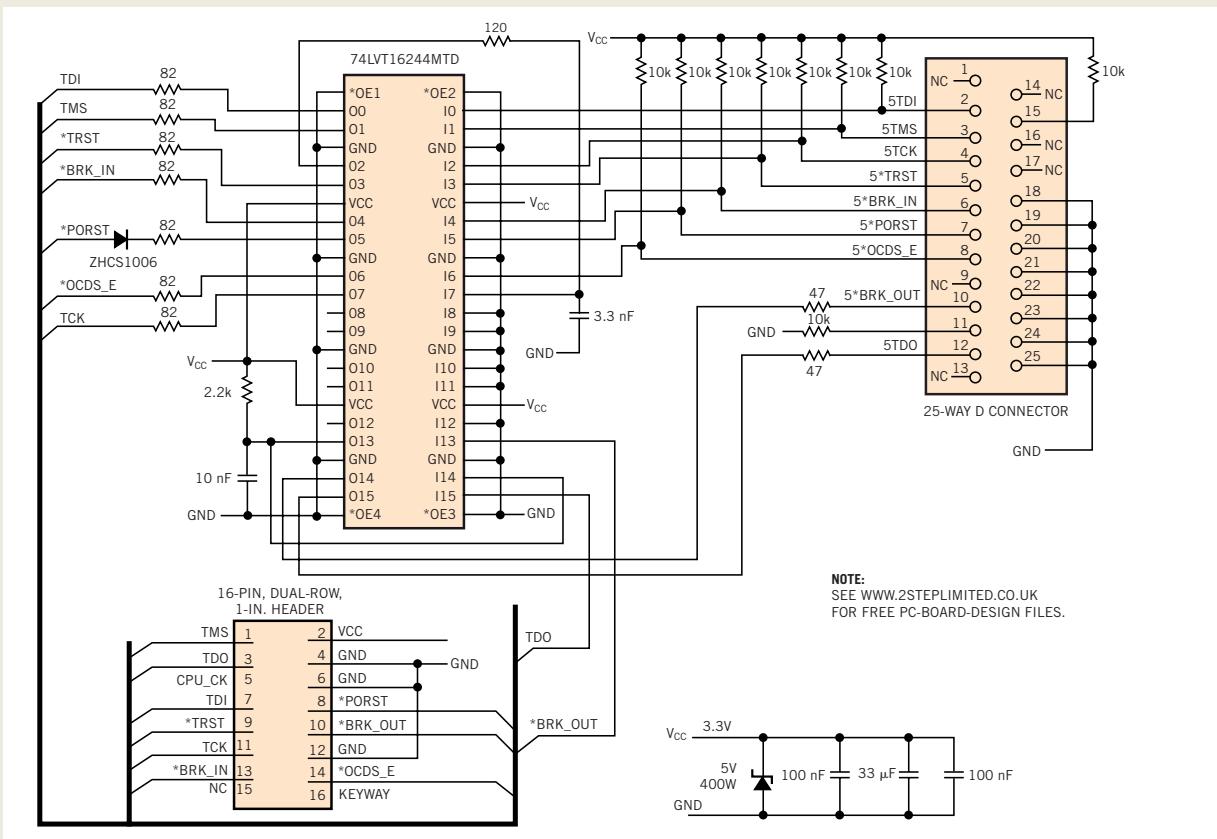 120
74LVT16244MTD
VCC
10k
10k
10k
10k
10k
10k
10k
10k
TDI
82
TMS
82
*TRST
82
*BRK_IN
82
*PORST
82
ZHCS1006
*OCDS_E
82
TCK
82
*OE1
O0
O1
GND
O2
O3
VCC
O4
O5
GND
O6
O7
O8
O9
GND
O10
O11
VCC
O12
O13
GND
O14
O15
*OE4
*OE2
I0
I1
GND
I2
I3
VCC
I4
I5
GND
I6
I7
I8
I9
GND
I10
I11
VCC
I12
I13
GND
I14
I15
*OE3
VCC
VCC
GND
3.3 nF
GND
VCC
2.2k
10 nF
GND
5TDI
5TMS
5TCK
5*TRST
5*BRK_IN
5*PORST
5*OCDS_E
47
5*BRK_OUT
10k
GND
5TDO
47
NC
1
2
3
4
5
6
7
8
NC
9
10
11
12
NC
13
14
NC
15
16
NC
17
NC
18
19
20
21
22
23
24
25
25-WAY D CONNECTOR
GND
NOTE:
SEE WWW.2STEPLIMITED.CO.UK
FOR FREE PC-BOARD-DESIGN FILES.
16-PIN, DUAL-ROW,
1-IN. HEADER
TMS 1
TDO 3
CPU_CK 5
TDI 7
*TRST 9
TCK 11
*BRK_IN 13
NC 15
2 VCC
4 GND
6 GND
8 *PORST
10 *BRK_OUT
12 GND
14 *OCDS_E
16 KEYWAY
GND
TDO
*BRK_OUT
VCC 3.3V
5V
400W
100 nF
33 µF
100 nF
GND